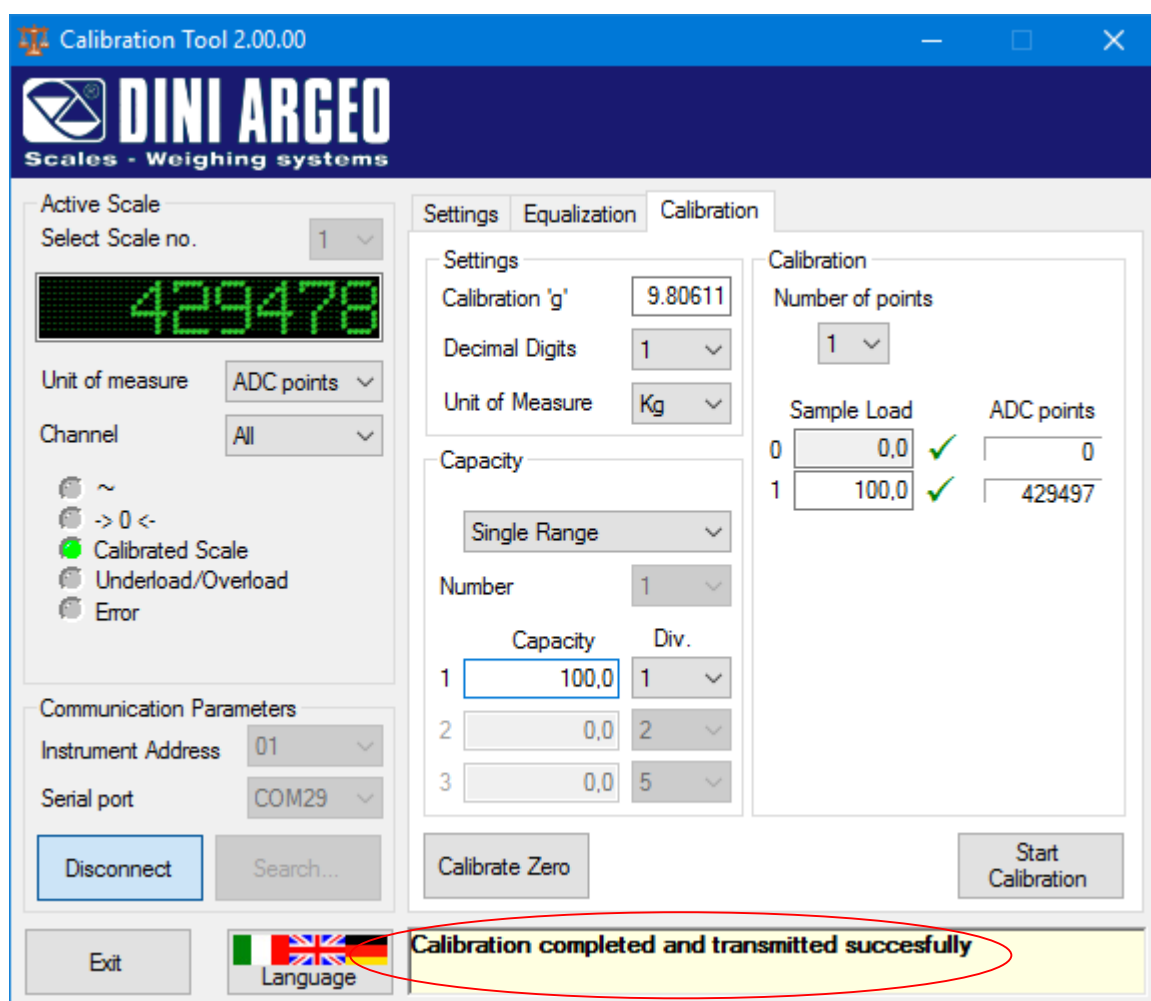 Calibration Tool 2.00.00
DINI ARGEO
®
Scales - Weighing systems
Active Scale
Select Scale no. 1
429478
Unit of measure ADC points
Channel All
~
-> 0 <-
Calibrated Scale
Underload/Overload
Error
Communication Parameters
Instrument Address 01
Serial port COM29
Disconnect Search...
Exit Language
Settings Equalization Calibration
Settings
Calibration 'g' 9.80611
Decimal Digits 1
Unit of Measure Kg
Capacity
Single Range
Number 1
Capacity Div.
1 100,0 1
2 0,0 2
3 0,0 5
Calibrate Zero
Calibration
Number of points
1
Sample Load ADC points
0 0,0 0
1 100,0 429497
Start
Calibration
Calibration completed and transmitted succesfully